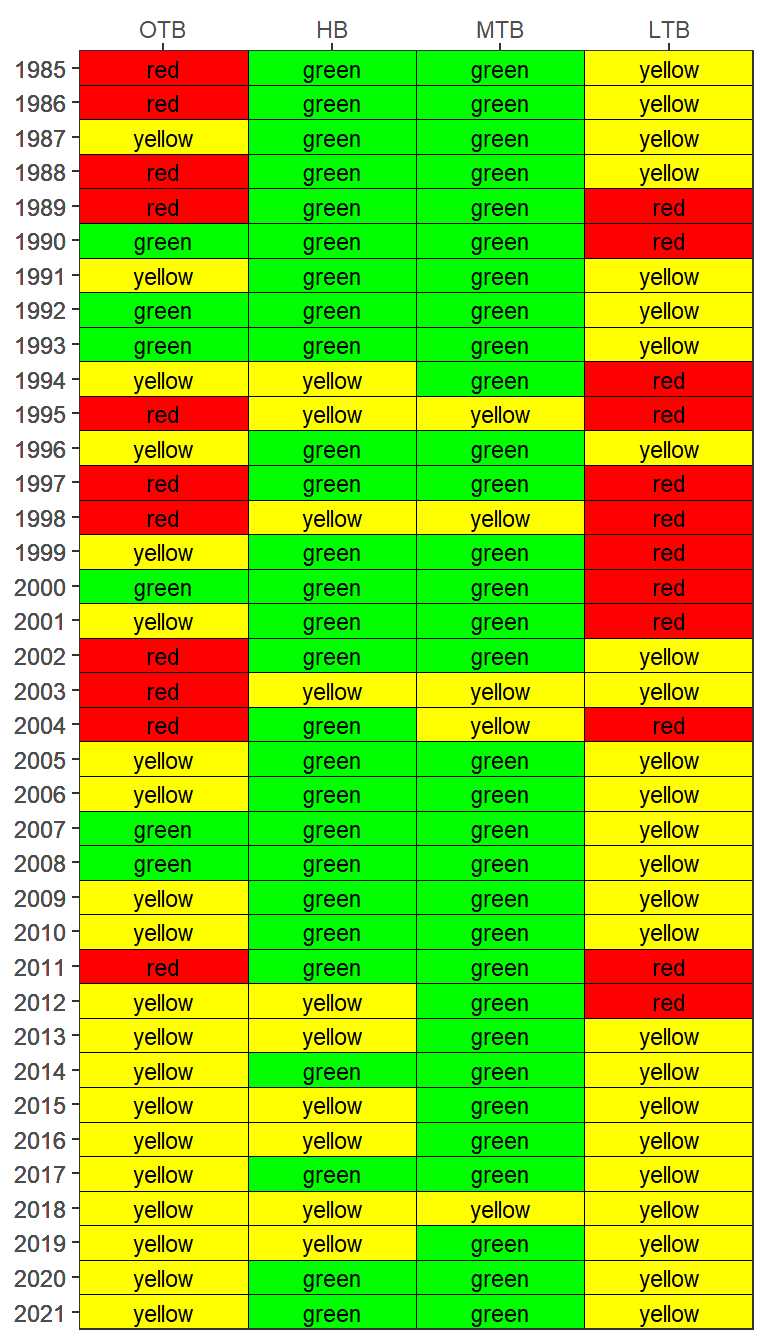 OTB HB MTB LTB
1985 red green green yellow
1986 red green green yellow
1987 yellow green green yellow
1988 red green green yellow
1989 red green green red
1990 green green green red
1991 yellow green green yellow
1992 green green green yellow
1993 green green green yellow
1994 yellow yellow green red
1995 red yellow yellow red
1996 yellow green green yellow
1997 red green green red
1998 red yellow yellow red
1999 yellow green green red
2000 green green green red
2001 yellow green green red
2002 red green green yellow
2003 red yellow yellow yellow
2004 red green yellow red
2005 yellow green green yellow
2006 yellow green green yellow
2007 green green green yellow
2008 green green green yellow
2009 yellow green green yellow
2010 yellow green green yellow
2011 red green green red
2012 yellow yellow green red
2013 yellow yellow green yellow
2014 yellow green green yellow
2015 yellow yellow green yellow
2016 yellow yellow green yellow
2017 yellow green green yellow
2018 yellow yellow yellow yellow
2019 yellow yellow green yellow
2020 yellow green green yellow
2021 yellow green green yellow